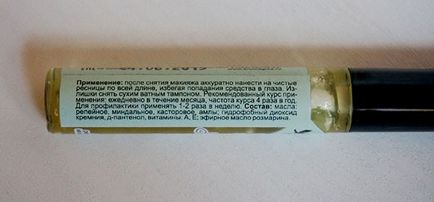 Применение: после снятия макияжа аккуратно нанести на чистые
ресницы по всей длине, избегая попадания средства в глаза. Из-
лишки снять сухим ватным тампоном. Рекомендованный курс при-
менения: ежедневно в течение месяца, частота курса 4 раза в год.
Для профилактики применять 1-2 раза в неделю. Состав: масла:
репейное, миндальное, касторовое, амлы; гидрофобный диоксид
кремния, д-пантенол, витамины: А, Е; эфирное масло розмарина.